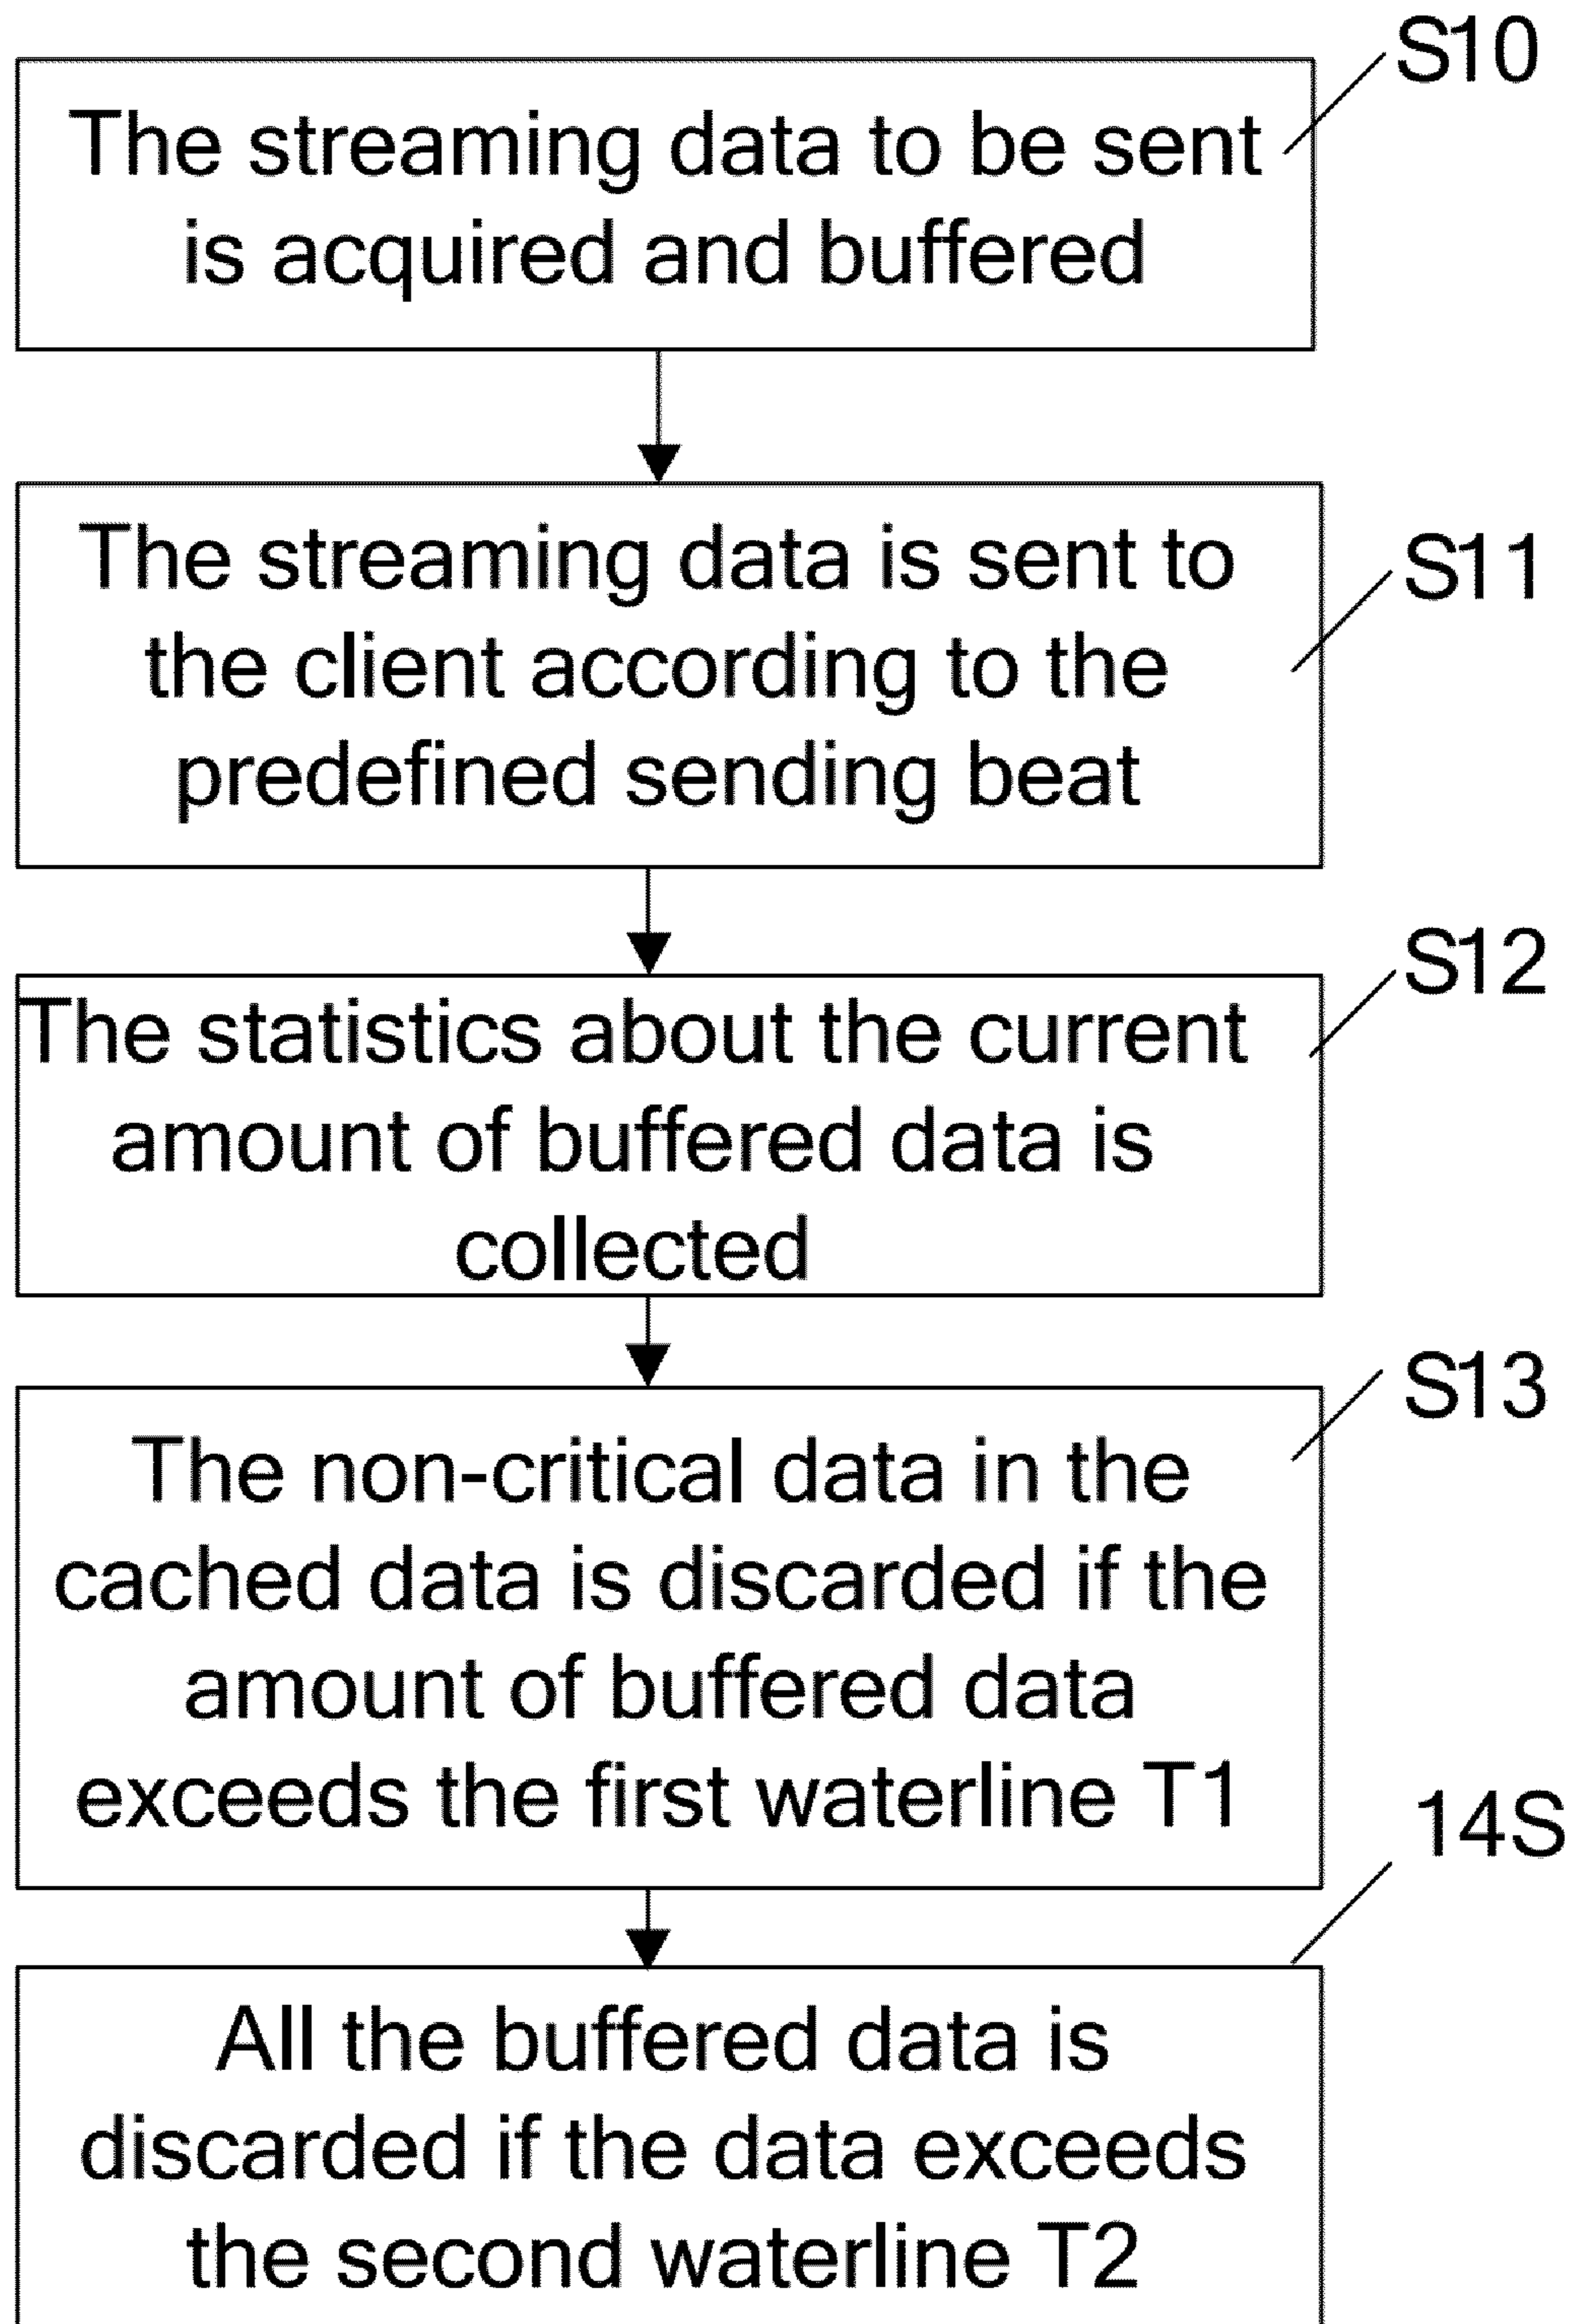 S10
The streaming data to be sent
is acquired and buffered
The streaming data is sent to
the client according to the
predefined sending beat
S11
The statistics about the current
amount of buffered data is
collected
S12
The non-critical data in the
cached data is discarded if the
amount of buffered data
exceeds the first waterline T1
S13
14S
All the buffered data is
discarded if the data exceeds
the second waterline T2